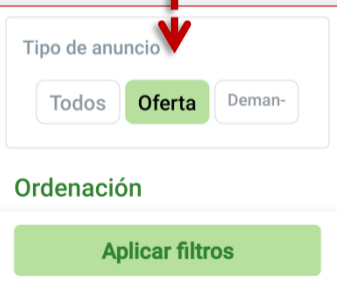 Tipo de anuncio
Todos Oferta Deman-
Ordenación
Aplicar filtros